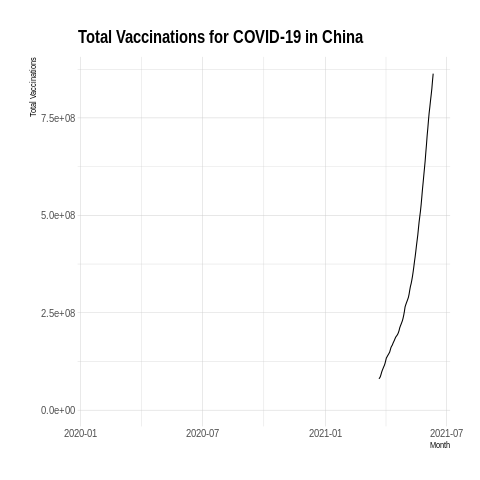 Total Vaccinations for COVID-19 in China
Total Vaccinations
7.5e+08
5.0e+08
2.5e+08
0.0e+00
2020-01
2020-07
2021-01
2021-07
Month